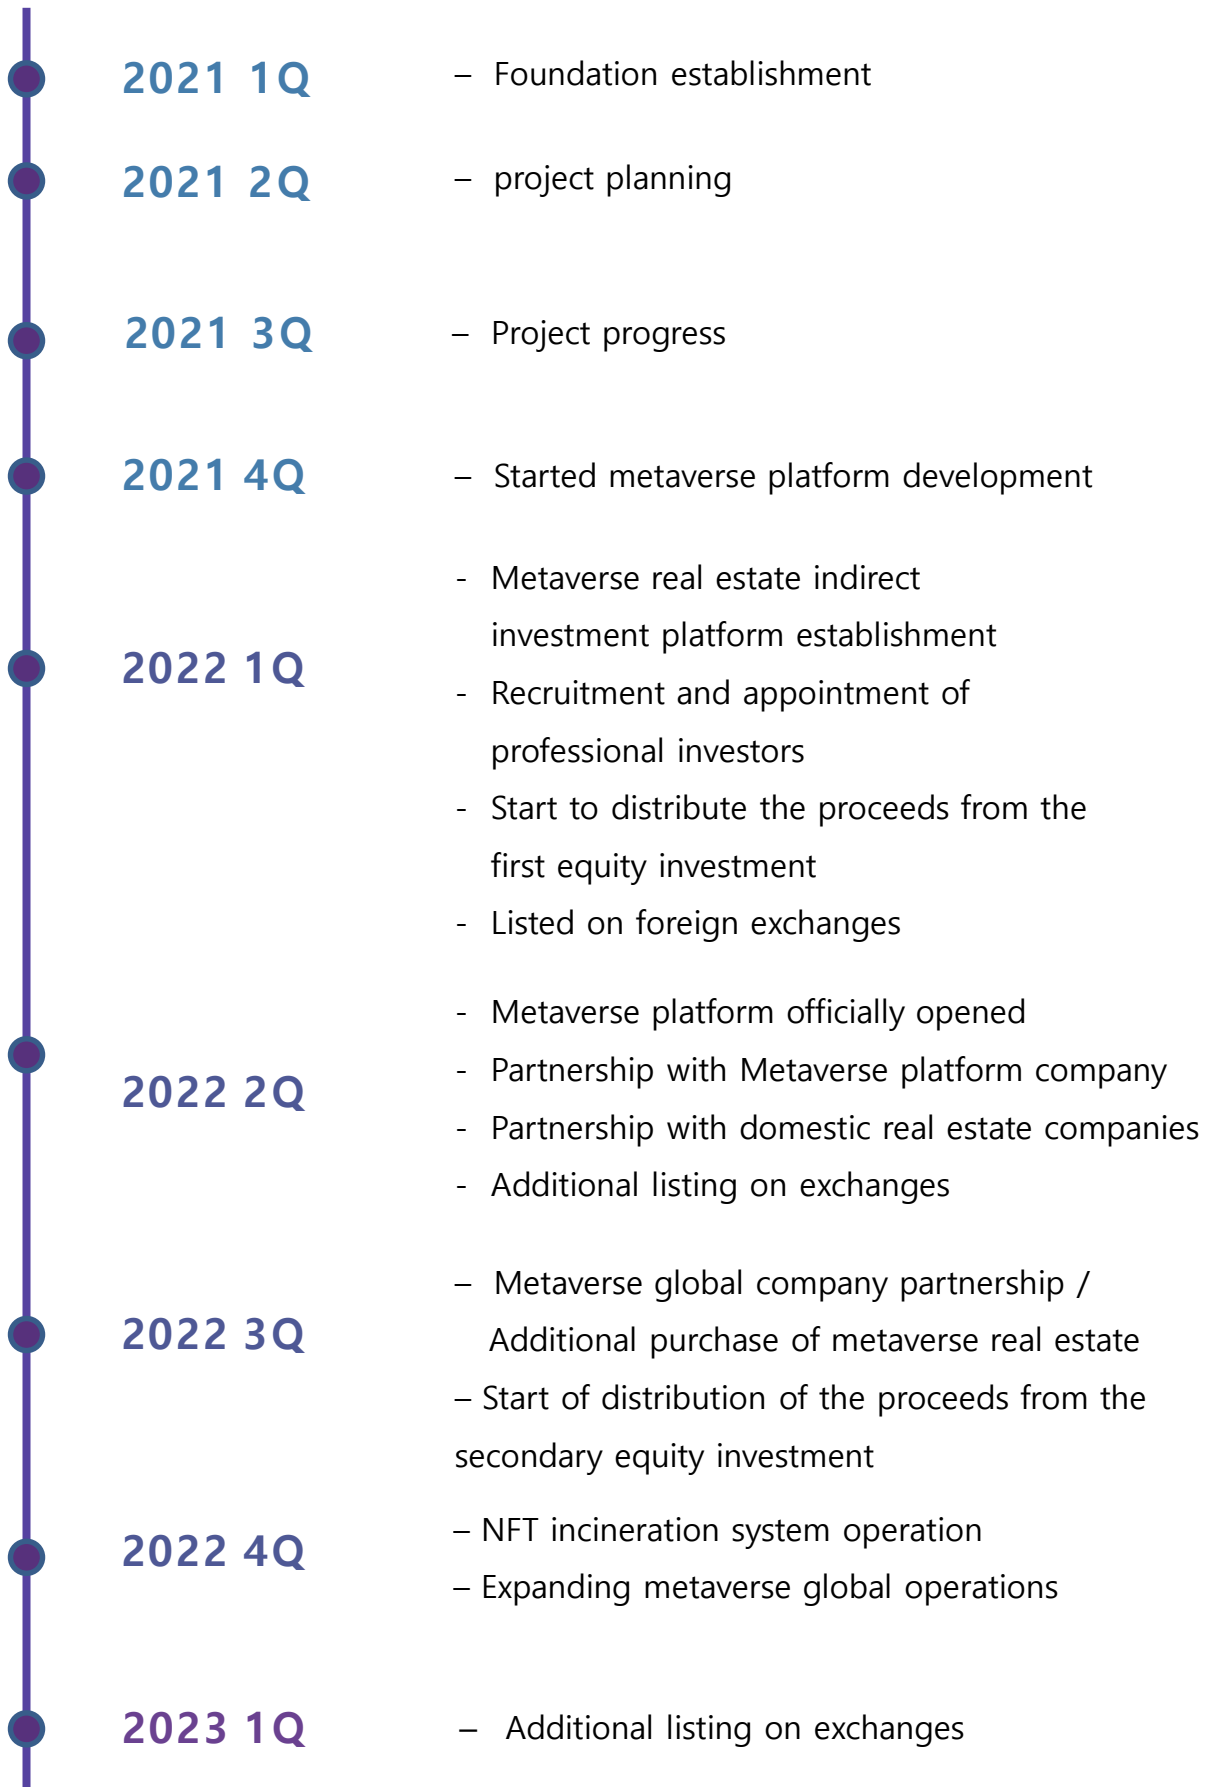 2021 1Q – Foundation establishment
2021 2Q – project planning
2021 3Q – Project progress
2021 4Q – Started metaverse platform development
2022 1Q
- Metaverse real estate indirect
investment platform establishment
- Recruitment and appointment of
professional investors
- Start to distribute the proceeds from the
first equity investment
- Listed on foreign exchanges
2022 2Q
- Metaverse platform officially opened
- Partnership with Metaverse platform company
- Partnership with domestic real estate companies
- Additional listing on exchanges
2022 3Q
– Metaverse global company partnership /
Additional purchase of metaverse real estate
– Start of distribution of the proceeds from the
secondary equity investment
2022 4Q
– NFT incineration system operation
– Expanding metaverse global operations
2023 1Q – Additional listing on exchanges